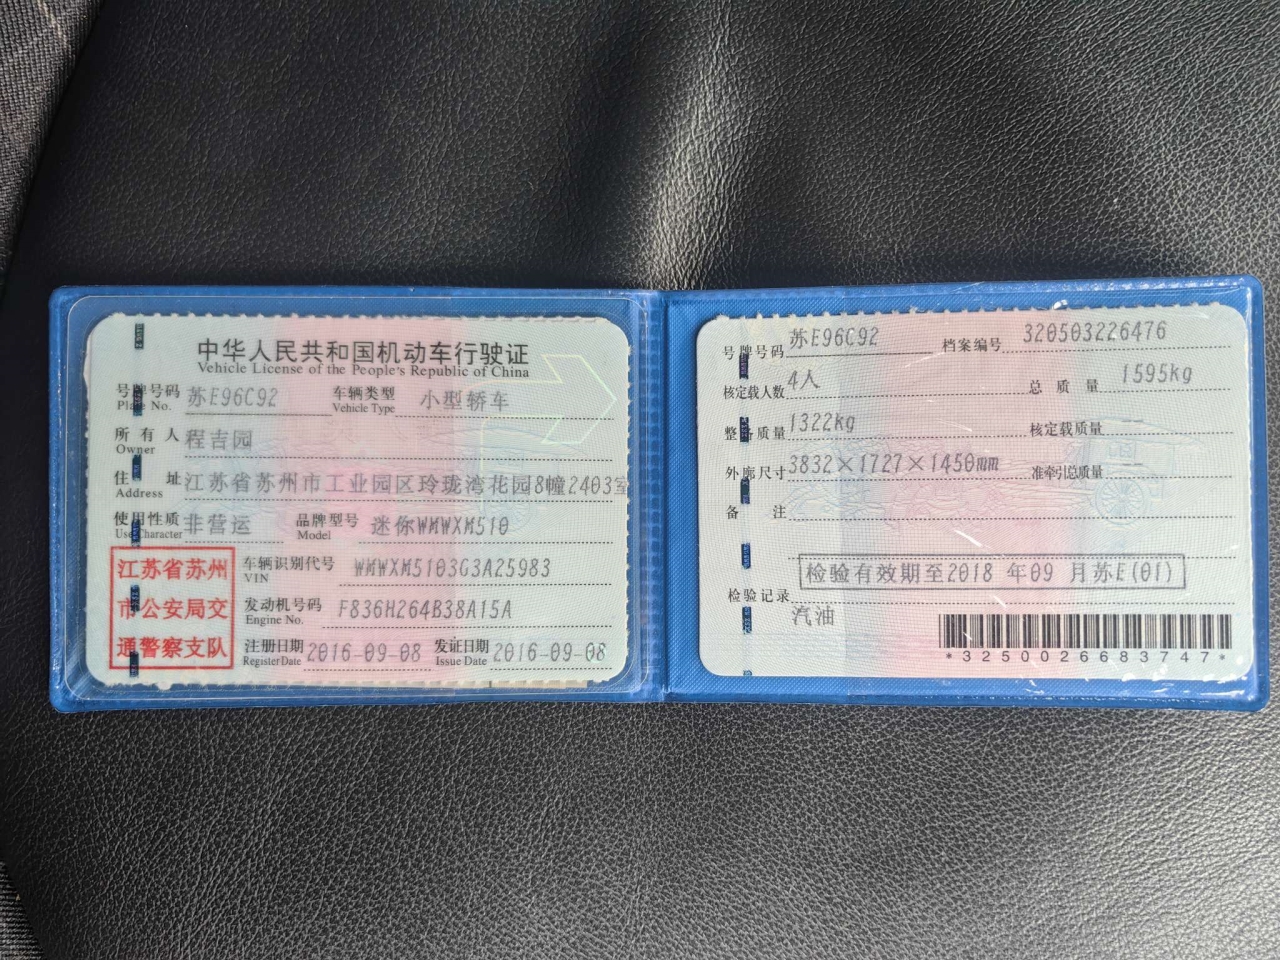 中华人民共和国机动车行驶证
Vehicle License of the People's Republic of China
号牌号码 苏E96C92 车辆类型 小型轿车
Plate No. Vehicle Type
所有人 程吉园
Owner
住址 江苏省苏州市工业园区玲珑湾花园8幢2403室
Address
使用性质 非营运 品牌型号 迷你WMWXM510
Use Character Model
江苏省苏州市公安局交通警察支队
车辆识别代号 WMWXM5103G3A25983
VIN
发动机号码 F836H264B38A15A
Engine No.
注册日期 2016-09-08 发证日期 2016-09-08
Register Date Issue Date
号牌号码 苏E96C92 档案编号 320503226476
核定载人数 4人 总质量 1595kg
整备质量 1322kg 核定载质量 --
外廓尺寸 3832×1727×1450mm 准牵引总质量 --
备注
检验有效期至2018 年09 月苏E(01)
检验记录
汽油
*3250026683747*